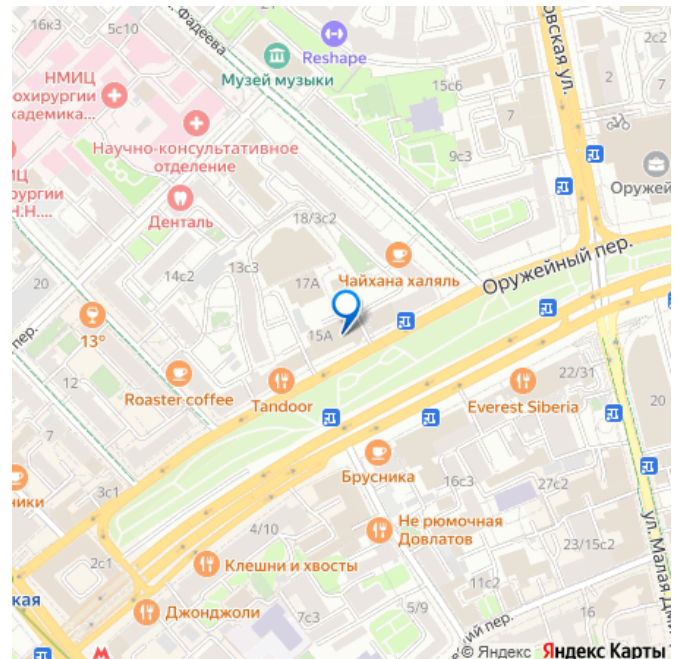 16к3
5с10
ул. Фадеева
Reshape
Музей музыки
НМИЦ
15с6
7
2
2с2
9с3
Научно-консультативное
отделение
Денталь
18/3с2
14с2
13с3
17А
Чайхана халяль
Оружейный пер.
20
13°
пер.
15А
12
Roaster coffee
Tandoor
22/31
Everest Siberia
20
7
3с1
Брусника
16с3
27с2
4/10
Не рюмочная
Довлатов
2с1
Клешни и хвосты
23/15с2
11с2
Джонджоли
7с3
5/9
16
© Яндекс Яндекс Карты